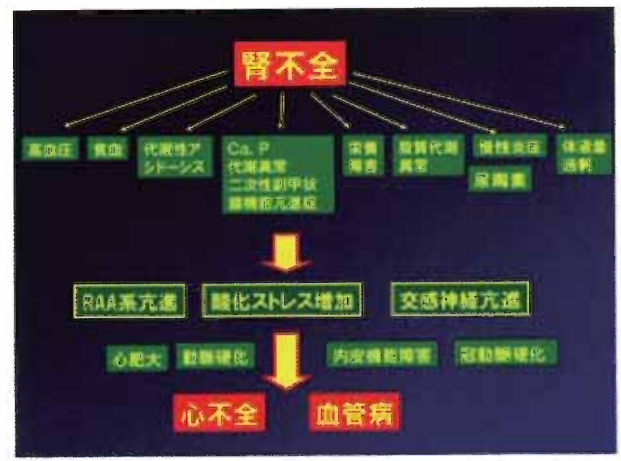 腎不全
高血圧
貧血
代謝性ア
シドーシス
Ca, P
代謝異常
二次性副甲状
腺機能亢進症
栄養
障害
脂質代謝
異常
慢性炎症
尿毒素
体液量
過剰
RAA系亢進
酸化ストレス増加
交感神経亢進
心肥大
動脈硬化
内皮機能障害
冠動脈硬化
心不全
血管病